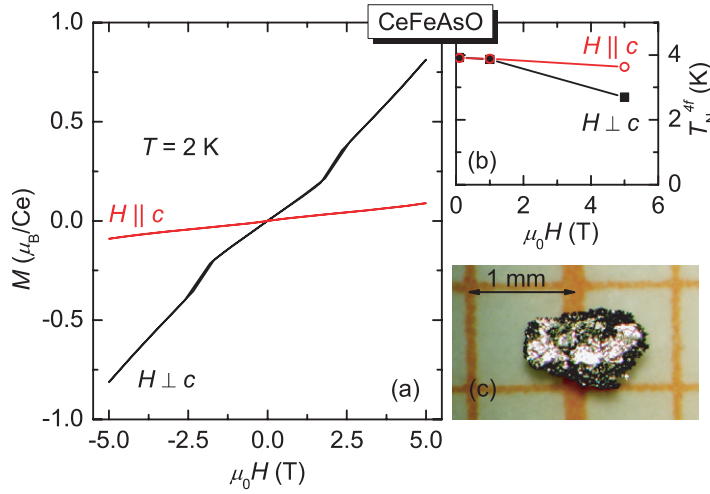 CeFeAsO
1.0
0.5
0.0
-0.5
-1.0
M (μB/Ce)
T = 2 K
H || c
H ⊥ c
(a)
-5.0 -2.5 0.0 2.5 5.0
μ0H (T)
H || c
H ⊥ c
(b)
4
2
0
TN4f (K)
0 2 4 6
μ0H (T)
1 mm
(c)